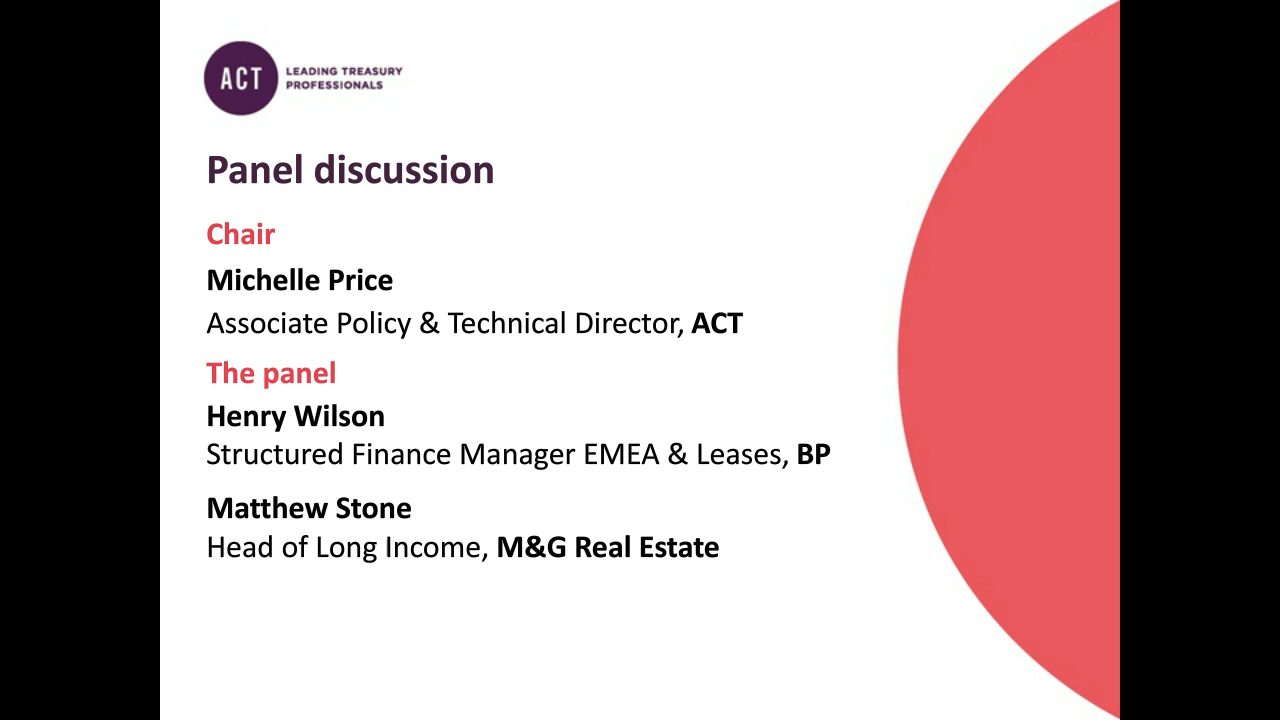 ACT
LEADING TREASURY
PROFESSIONALS
Panel discussion
Chair
Michelle Price
Associate Policy & Technical Director, ACT
The panel
Henry Wilson
Structured Finance Manager EMEA & Leases, BP
Matthew Stone
Head of Long Income, M&G Real Estate